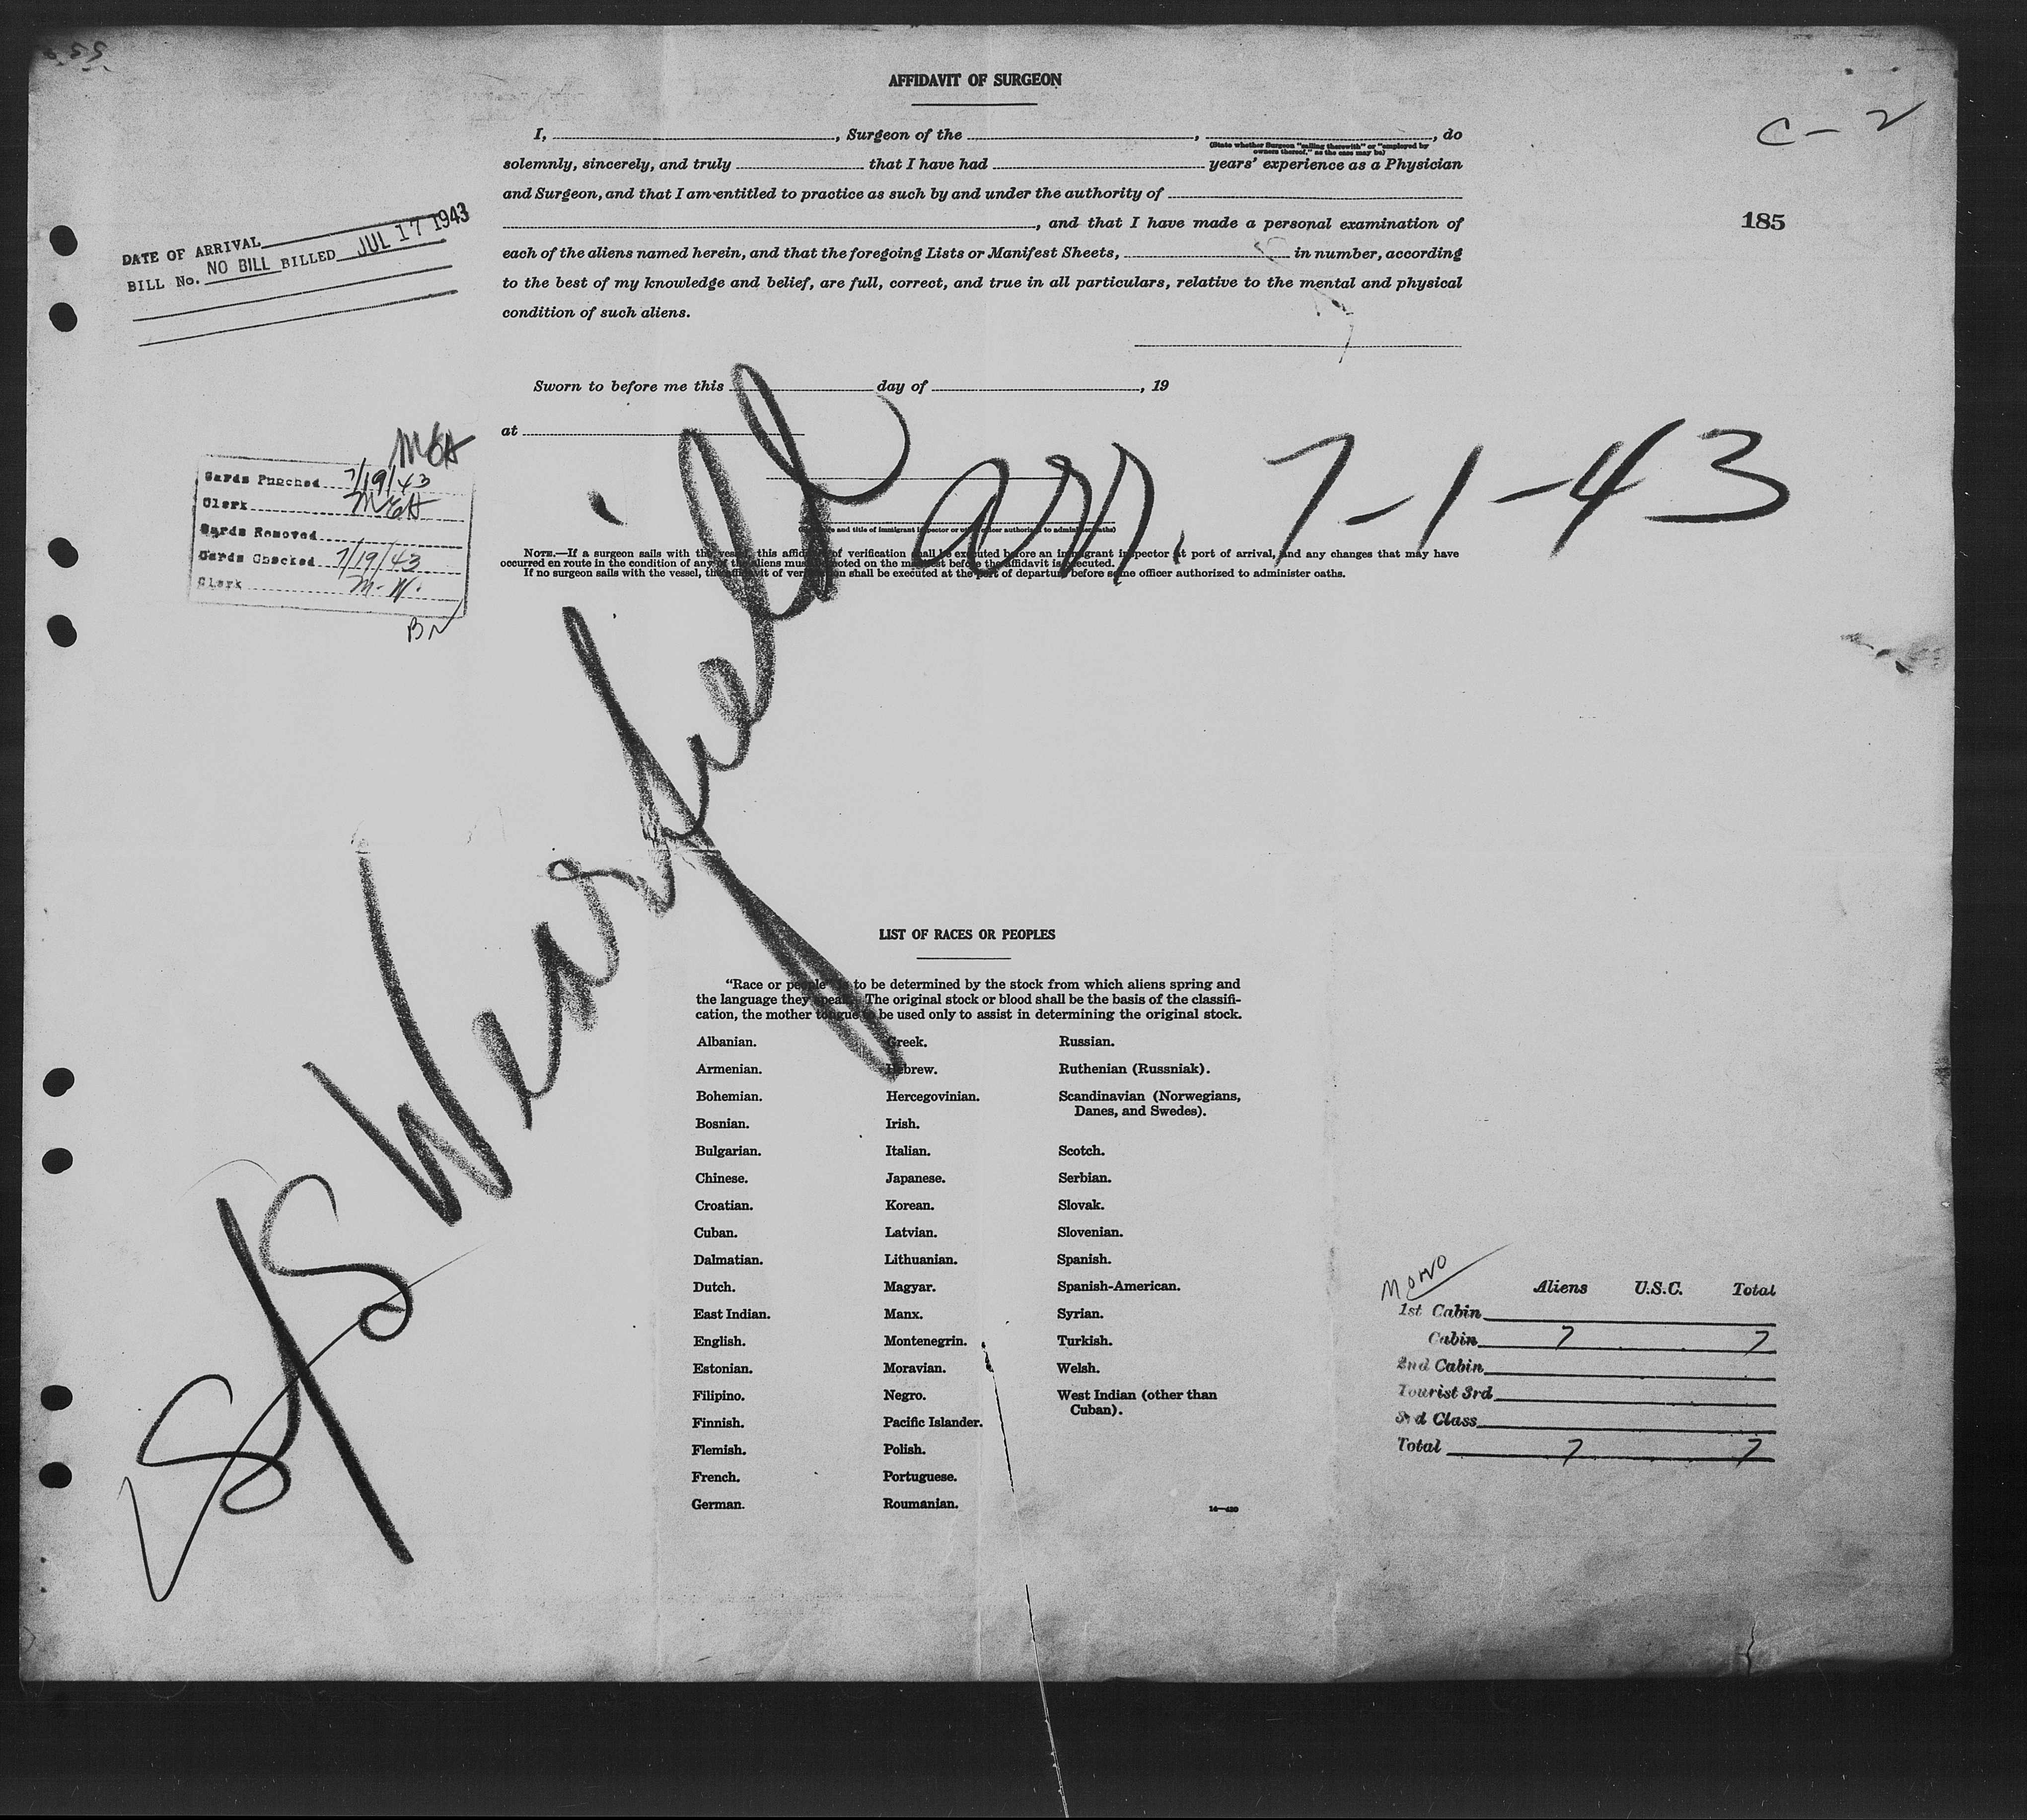 AFFIDAVIT OF SURGEON
C - 2
I, , Surgeon of the , , do
(State whether Surgeon "sailing therewith" or "employed by
owners thereof," as the case may be)
solemnly, sincerely, and truly that I have had years' experience as a Physician
and Surgeon, and that I am entitled to practice as such by and under the authority of
, and that I have made a personal examination of
185
each of the aliens named herein, and that the foregoing Lists or Manifest Sheets, in number, according
to the best of my knowledge and belief, are full, correct, and true in all particulars, relative to the mental and physical
condition of such aliens.
DATE OF ARRIVAL
BILL No. NO BILL BILLED JUL 17 1943
Sworn to before me this day of , 19
at
arr. 7-1-43
MEA
Cards Punched 7/19/43
Clerk MEA
Cards Removed
Cards Checked 7/19/43
Clerk M. W.
BN
(Signature and title of immigrant inspector or other officer authorized to administer oaths)
NOTE.—If a surgeon sails with the vessel, this affidavit of verification shall be executed before an immigrant inspector at port of arrival, and any changes that may have
occurred en route in the condition of any of the aliens must be noted on the manifest before the affidavit is executed.
If no surgeon sails with the vessel, the affidavit of verification shall be executed at the port of departure before some officer authorized to administer oaths.
S/S Wearfield
LIST OF RACES OR PEOPLES
"Race or people" is to be determined by the stock from which aliens spring and
the language they speak. The original stock or blood shall be the basis of the classifi-
cation, the mother tongue to be used only to assist in determining the original stock.
Albanian.
Armenian.
Bohemian.
Bosnian.
Bulgarian.
Chinese.
Croatian.
Cuban.
Dalmatian.
Dutch.
East Indian.
English.
Estonian.
Filipino.
Finnish.
Flemish.
French.
German.
Greek.
Hebrew.
Hercegovinian.
Irish.
Italian.
Japanese.
Korean.
Latvian.
Lithuanian.
Magyar.
Manx.
Montenegrin.
Moravian.
Negro.
Pacific Islander.
Polish.
Portuguese.
Roumanian.
Russian.
Ruthenian (Russniak).
Scandinavian (Norwegians,
Danes, and Swedes).
Scotch.
Serbian.
Slovak.
Slovenian.
Spanish.
Spanish-American.
Syrian.
Turkish.
Welsh.
West Indian (other than
Cuban).
Aliens U.S.C. Total
1st Cabin
Cabin 7 7
2nd Cabin
Tourist 3rd
3rd Class
Total 7 7